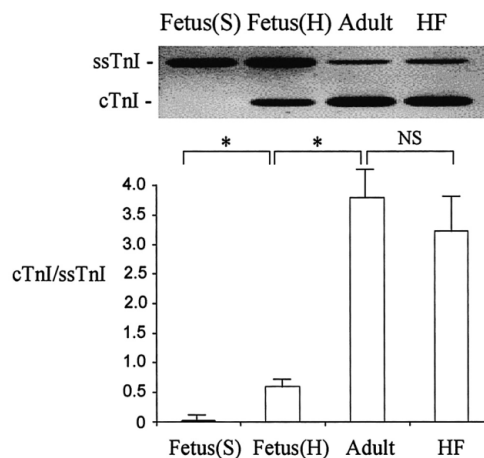 Fetus(S) Fetus(H) Adult HF
ssTnI -
cTnI -
* * NS
4.0
3.5
3.0
cTnI/ssTnI
2.5
2.0
1.5
1.0
0.5
0
Fetus(S) Fetus(H) Adult HF